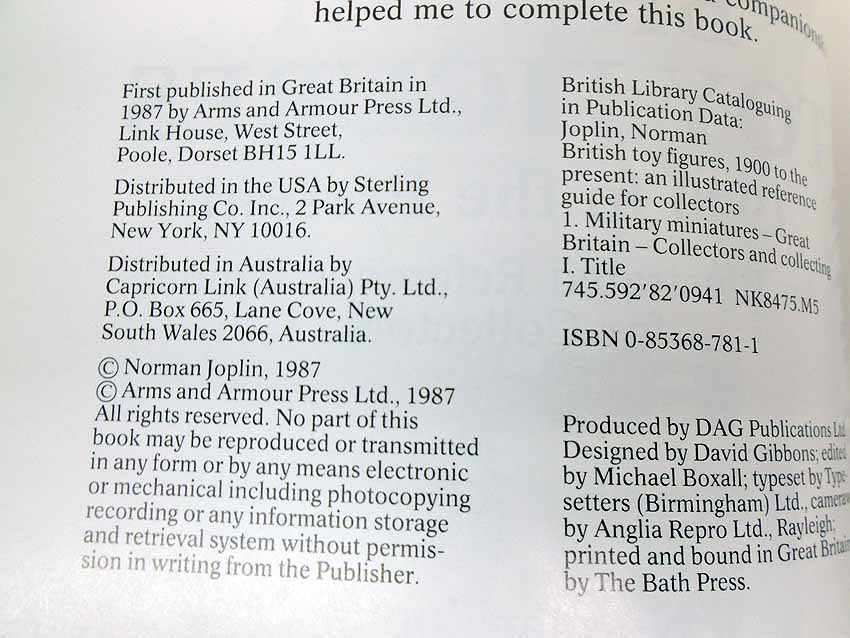 companions
helped me to complete this book.
First published in Great Britain in
1987 by Arms and Armour Press Ltd.,
Link House, West Street,
Poole, Dorset BH15 1LL.
Distributed in the USA by Sterling
Publishing Co. Inc., 2 Park Avenue,
New York, NY 10016.
Distributed in Australia by
Capricorn Link (Australia) Pty. Ltd.,
P.O. Box 665, Lane Cove, New
South Wales 2066, Australia.
© Norman Joplin, 1987
© Arms and Armour Press Ltd., 1987
All rights reserved. No part of this
book may be reproduced or transmitted
in any form or by any means electronic
or mechanical including photocopying
recording or any information storage
and retrieval system without permis-
sion in writing from the Publisher.
British Library Cataloguing
in Publication Data:
Joplin, Norman
British toy figures, 1900 to the
present: an illustrated reference
guide for collectors
1. Military miniatures – Great
Britain – Collectors and collecting
I. Title
745.592'82'0941 NK8475.M5
ISBN 0-85368-781-1
Produced by DAG Publications Ltd.
Designed by David Gibbons; edited
by Michael Boxall; typeset by Type-
setters (Birmingham) Ltd.,
by Anglia Repro Ltd., Rayleigh;
printed and bound in Great Britain
by The Bath Press.